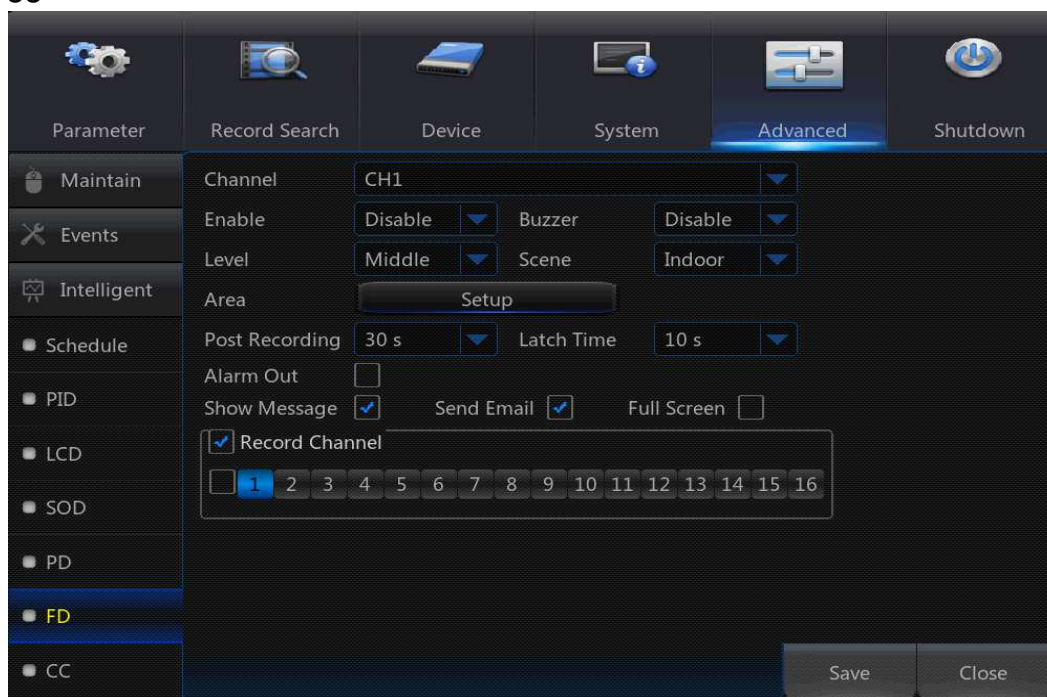 Parameter Record Search Device System Advanced Shutdown
Maintain
Events
Intelligent
Schedule
PID
LCD
SOD
PD
FD
CC
Channel CH1
Enable Disable Buzzer Disable
Level Middle Scene Indoor
Area Setup
Post Recording 30 s Latch Time 10 s
Alarm Out
Show Message Send Email Full Screen
Record Channel
1 2 3 4 5 6 7 8 9 10 11 12 13 14 15 16
Save Close